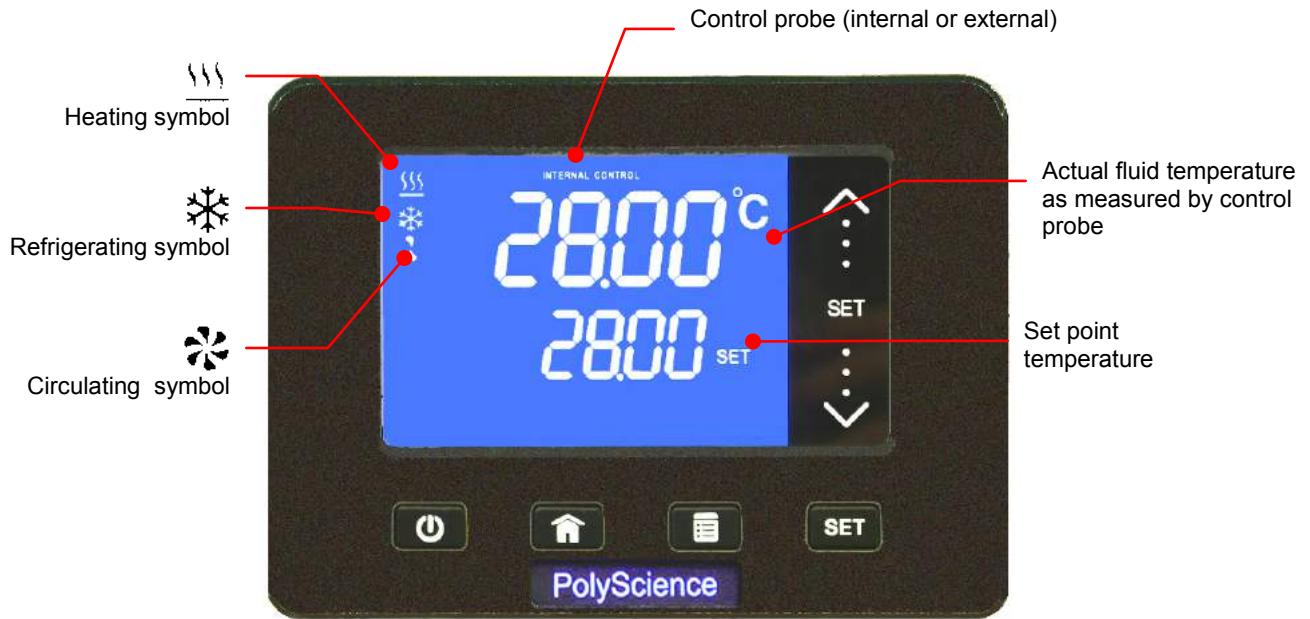 Control probe (internal or external)
Heating symbol
INTERNAL CONTROL
28.00 °C
Actual fluid temperature
as measured by control
probe
Refrigerating symbol
SET
28.00 SET
Set point
temperature
Circulating symbol
SET
PolyScience